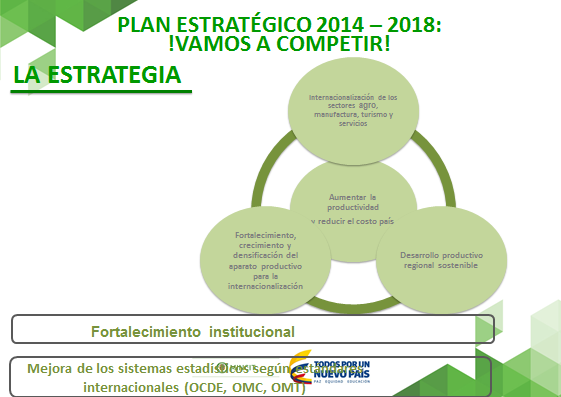 PLAN ESTRATÉGICO 2014 – 2018:
!VAMOS A COMPETIR!
LA ESTRATEGIA
Internacionalización de los
sectores agro,
manufactura, turismo y
servicios
Aumentar la
productividad
y reducir el costo país
Fortalecimiento,
crecimiento y
densificación del
aparato productivo
para la
internacionalización
Desarrollo productivo
regional sostenible
Fortalecimiento institucional
Mejora de los sistemas estadísticos según estándares
internacionales (OCDE, OMC, OMT)
TODOS POR UN
NUEVO PAÍS
PAZ EQUIDAD EDUCACIÓN